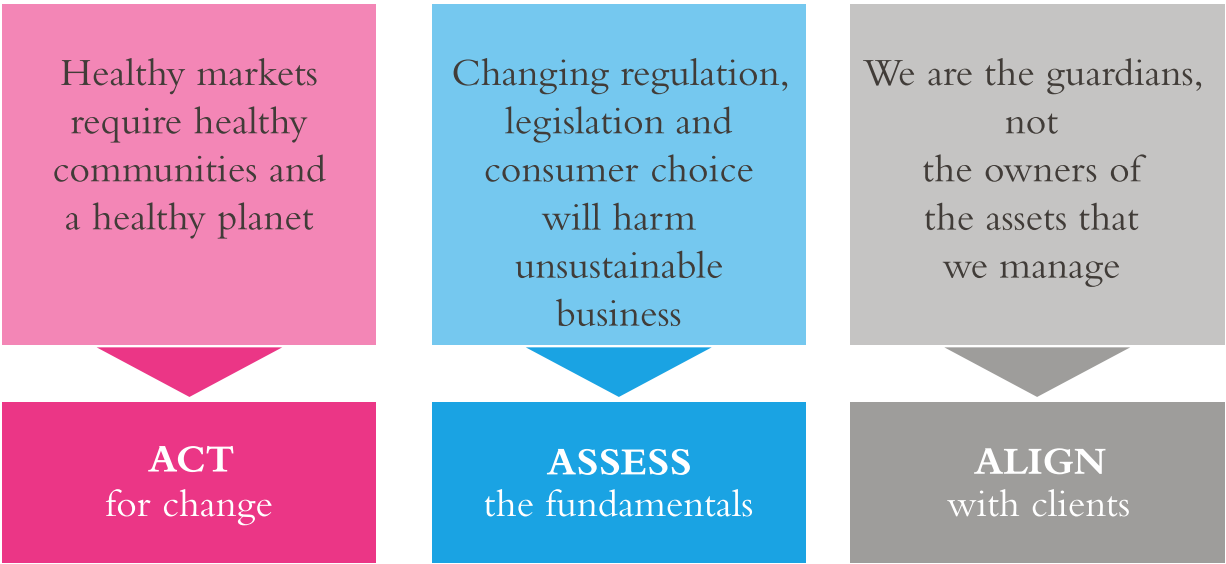 Healthy markets
require healthy
communities and
a healthy planet
ACT
for change
Changing regulation,
legislation and
consumer choice
will harm
unsustainable
business
ASSESS
the fundamentals
We are the guardians,
not
the owners of
the assets that
we manage
ALIGN
with clients